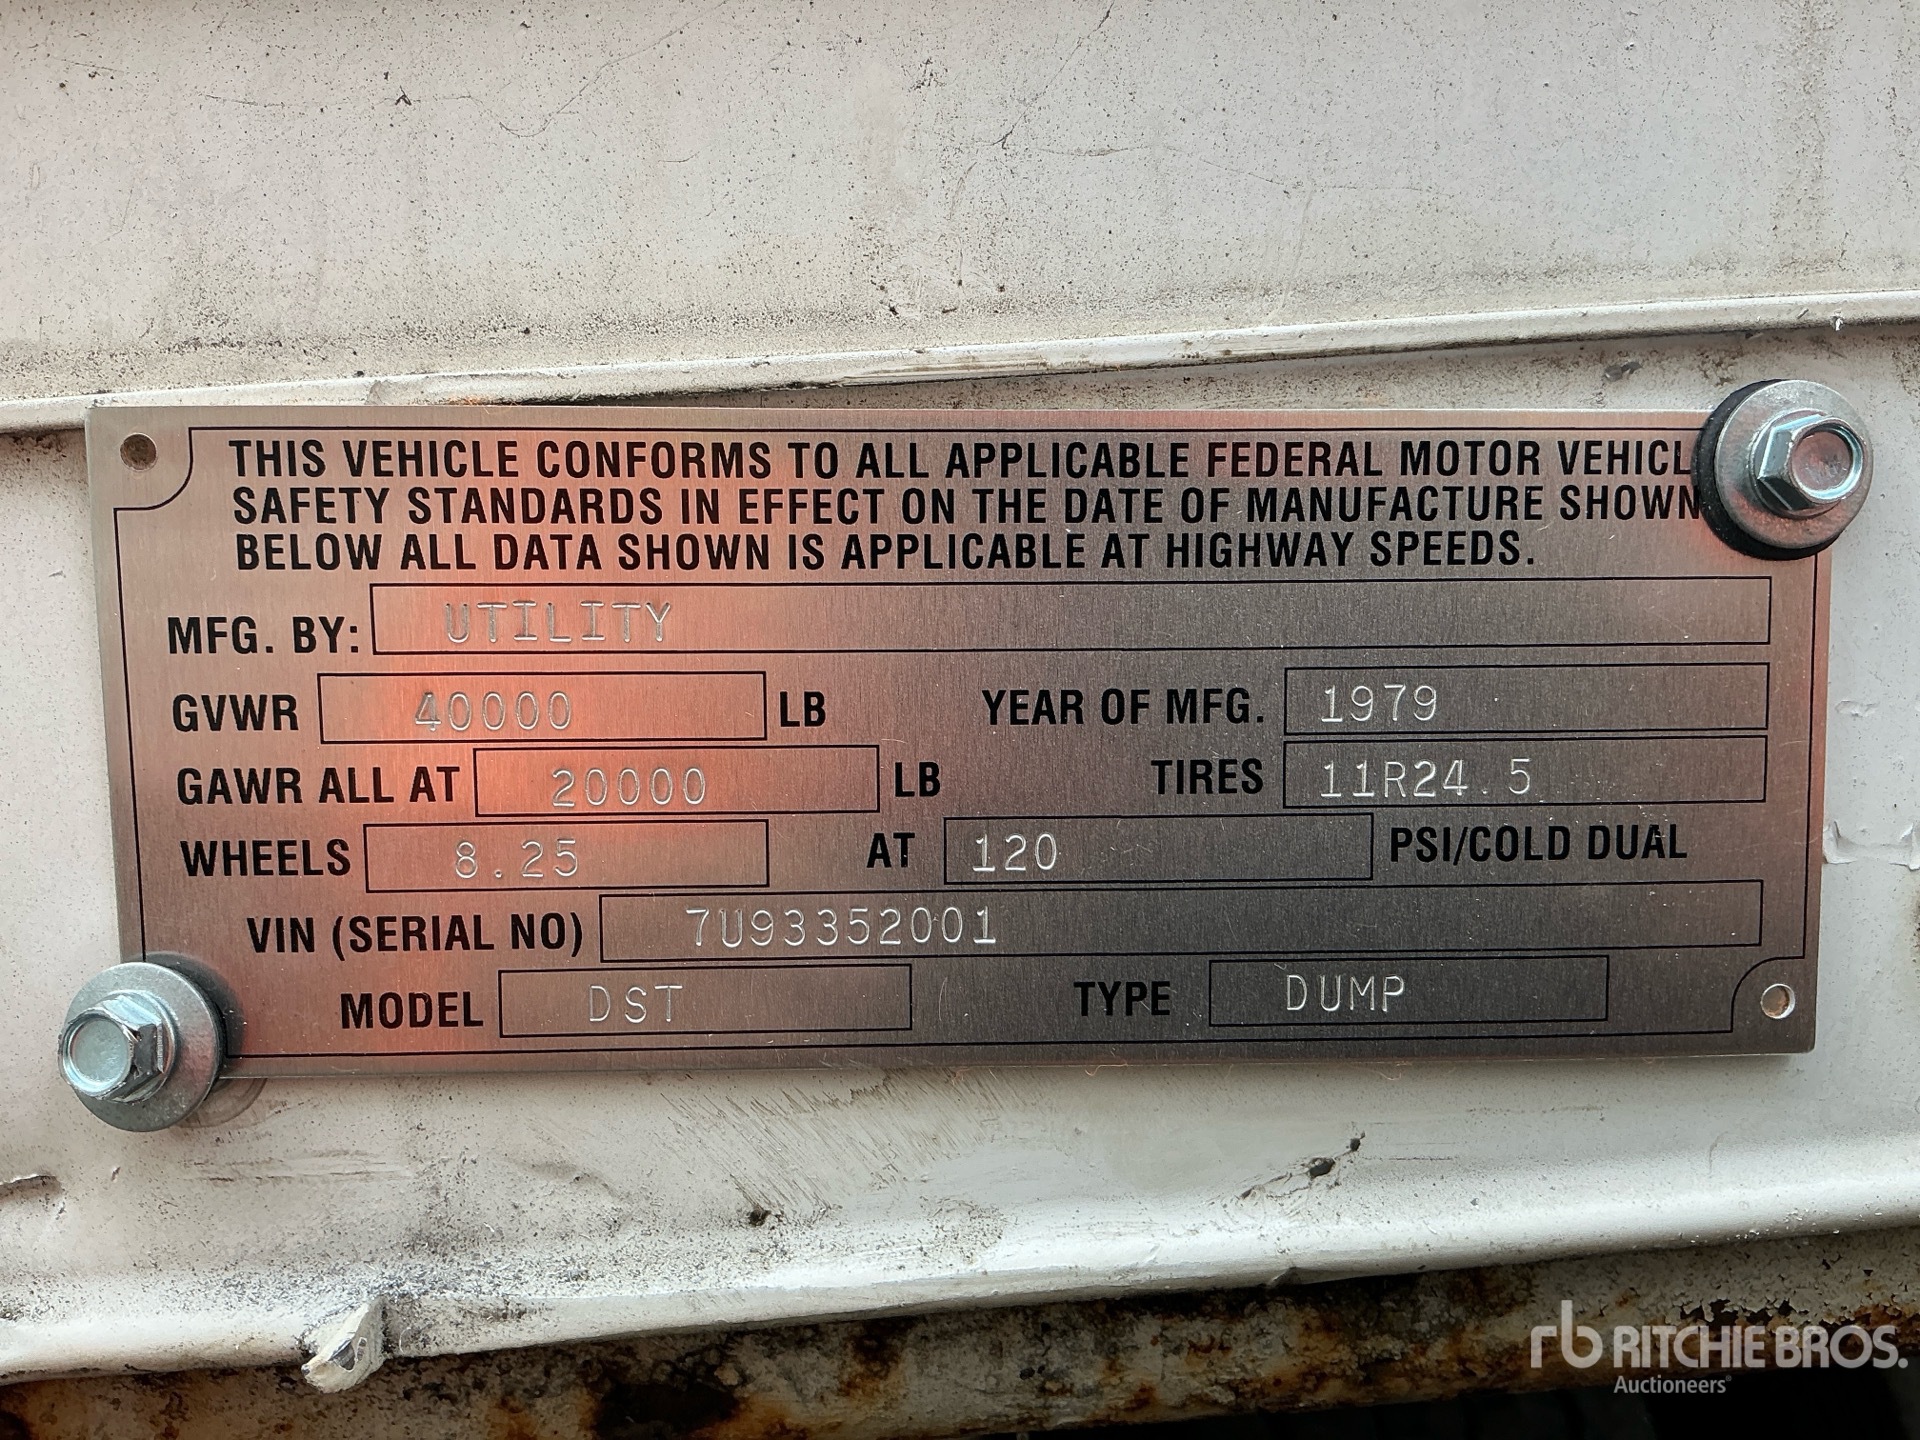 THIS VEHICLE CONFORMS TO ALL APPLICABLE FEDERAL MOTOR VEHICL
SAFETY STANDARDS IN EFFECT ON THE DATE OF MANUFACTURE SHOWN
BELOW ALL DATA SHOWN IS APPLICABLE AT HIGHWAY SPEEDS.
MFG. BY: UTILITY
GVWR 40000 LB YEAR OF MFG. 1979
GAWR ALL AT 20000 LB TIRES 11R24.5
WHEELS 8.25 AT 120 PSI/COLD DUAL
VIN (SERIAL NO) 7U93352001
MODEL DST TYPE DUMP
rb RITCHIE BROS.
Auctioneers